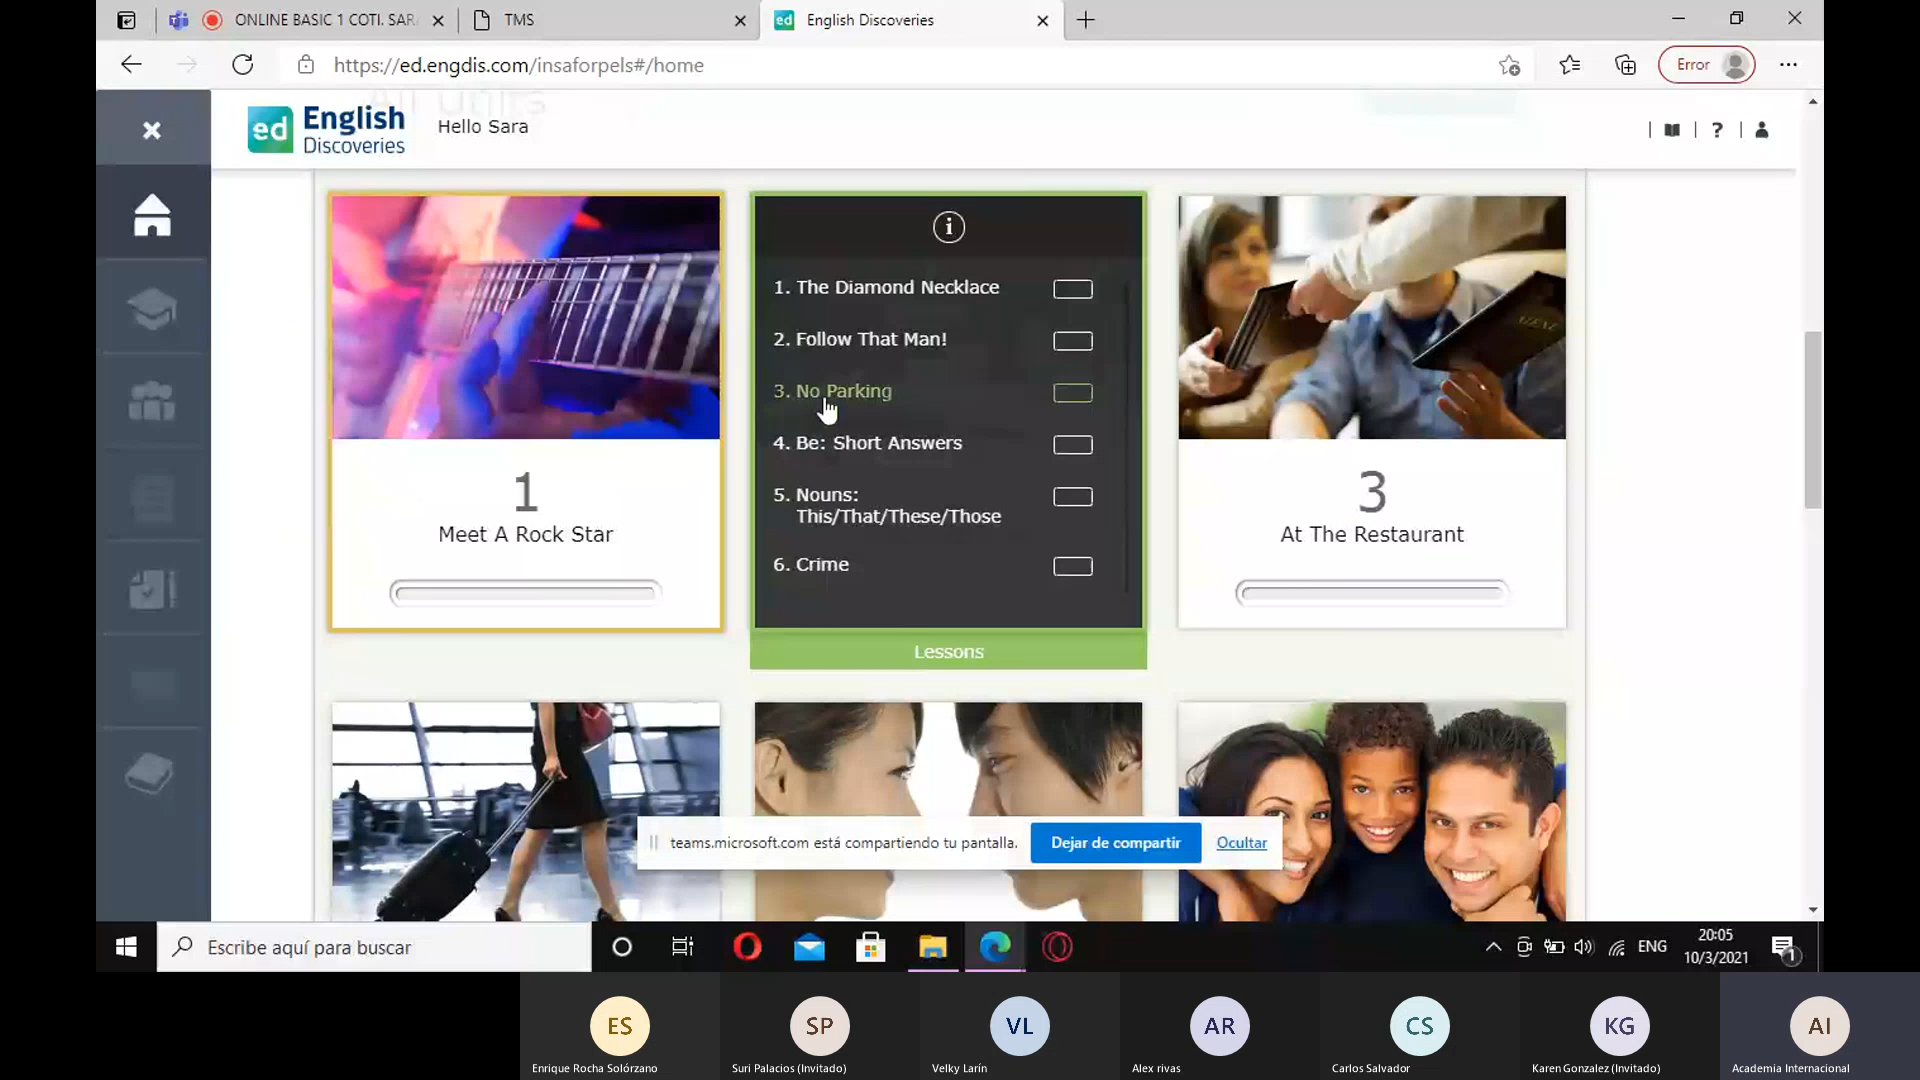 ONLINE BASIC 1 COTI. SAR
TMS
English Discoveries
https://ed.engdis.com/insaforpels#/home
Error
ed English
Discoveries
Hello Sara
All Units
?
i
1. The Diamond Necklace
2. Follow That Man!
3. No Parking
4. Be: Short Answers
5. Nouns:
This/That/These/Those
6. Crime
Lessons
1
Meet A Rock Star
3
At The Restaurant
teams.microsoft.com está compartiendo tu pantalla.
Dejar de compartir
Ocultar
Escribe aquí para buscar
ENG
20:05
10/3/2021
1
ES
SP
VL
AR
CS
KG
AI
Enrique Rocha Solórzano
Suri Palacios (Invitado)
Velky Larín
Alex rivas
Carlos Salvador
Karen Gonzalez (Invitado)
Academia Internacional